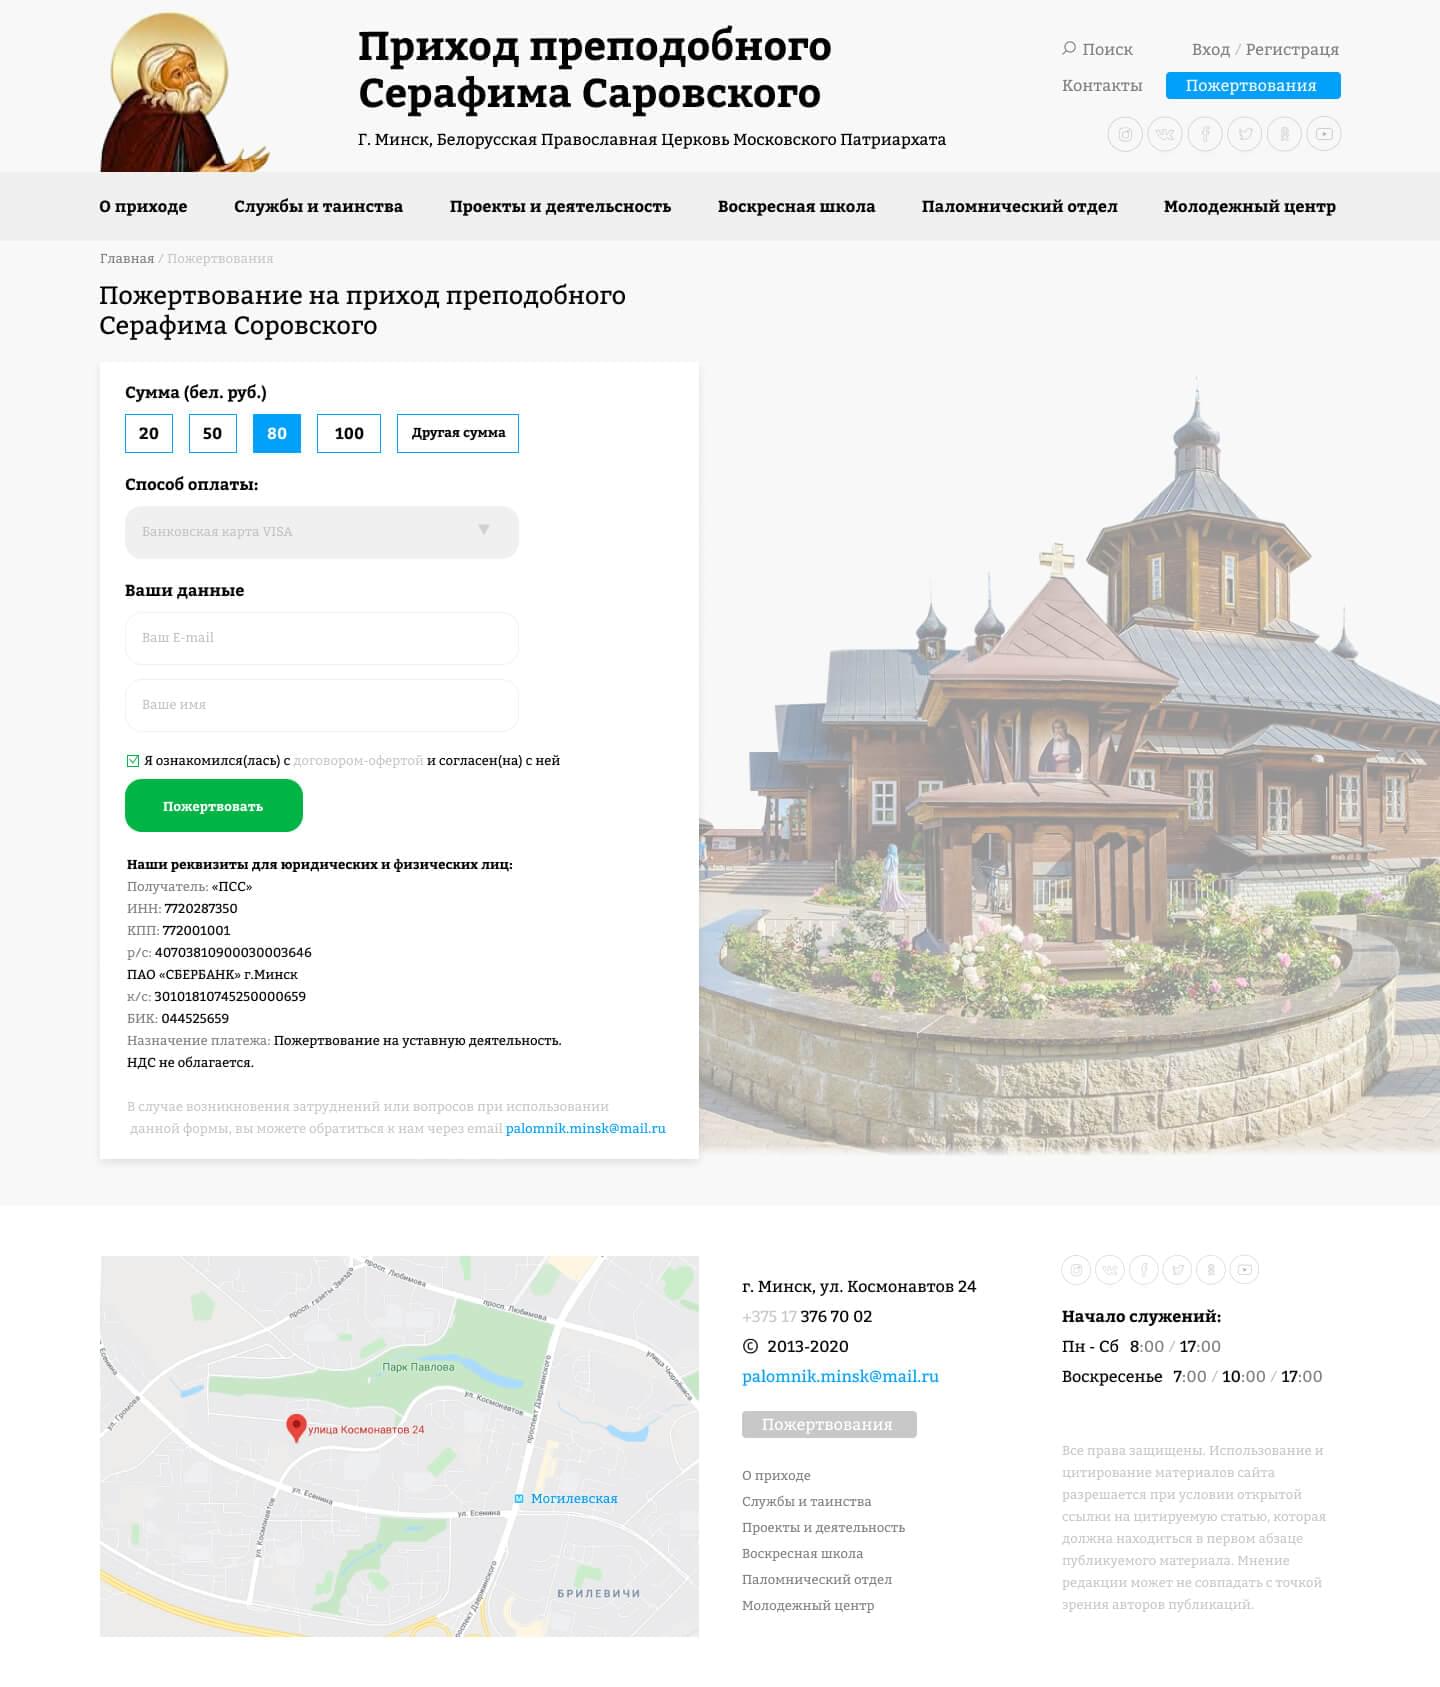 Приход преподобного
Серафима Саровского
Г. Минск, Белорусская Православная Церковь Московского Патриархата
Поиск
Вход / Регистраця
Контакты
Пожертвования
О приходе
Службы и таинства
Проекты и деятельсность
Воскресная школа
Паломнический отдел
Молодежный центр
Главная / Пожертвования
Пожертвование на приход преподобного
Серафима Соровского
Сумма (бел. руб.)
20 50 80 100 Другая сумма
Способ оплаты:
Банковская карта VISA
Ваши данные
Ваш E-mail
Ваше имя
Я ознакомился(лась) с договором-офертой и согласен(на) с ней
Пожертвовать
Наши реквизиты для юридических и физических лиц:
Получатель: «ПСС»
ИНН: 7720287350
КПП: 772001001
р/с: 40703810900030003646
ПАО «СБЕРБАНК» г.Минск
к/с: 30101810745250000659
БИК: 044525659
Назначение платежа: Пожертвование на уставную деятельность.
НДС не облагается.
В случае возникновения затруднений или вопросов при использовании
данной формы, вы можете обратиться к нам через email palomnik.minsk@mail.ru
просп. Любимова
просп. газеты Звезда
просп. Любимова
улица Чюрлёниса
ул. Есенина
Парк Павлова
ул. Космонавтов
проспект Дзержинского
ул. Громова
улица Космонавтов 24
ул. Есенина
Могилевская
ул. Есенина
ул. Космонавтов
БРИЛЕВИЧИ
проспект Дзержинского
г. Минск, ул. Космонавтов 24
+375 17 376 70 02
© 2013-2020
palomnik.minsk@mail.ru
Пожертвования
О приходе
Службы и таинства
Проекты и деятельность
Воскресная школа
Паломнический отдел
Молодежный центр
Начало служений:
Пн - Сб 8:00 / 17:00
Воскресенье 7:00 / 10:00 / 17:00
Все права защищены. Использование и
цитирование материалов сайта
разрешается при условии открытой
ссылки на цитируемую статью, которая
должна находиться в первом абзаце
публикуемого материала. Мнение
редакции может не совпадать с точкой
зрения авторов публикаций.